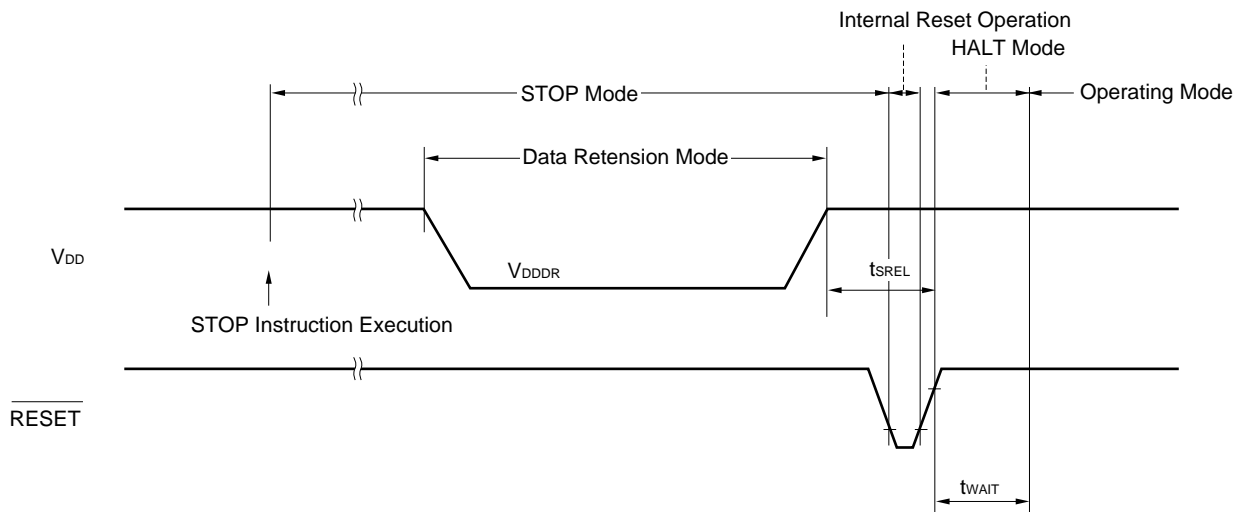 Internal Reset Operation
HALT Mode
STOP Mode
Operating Mode
Data Retension Mode
VDD
VDDDR
tSREL
STOP Instruction Execution
RESET
tWAIT